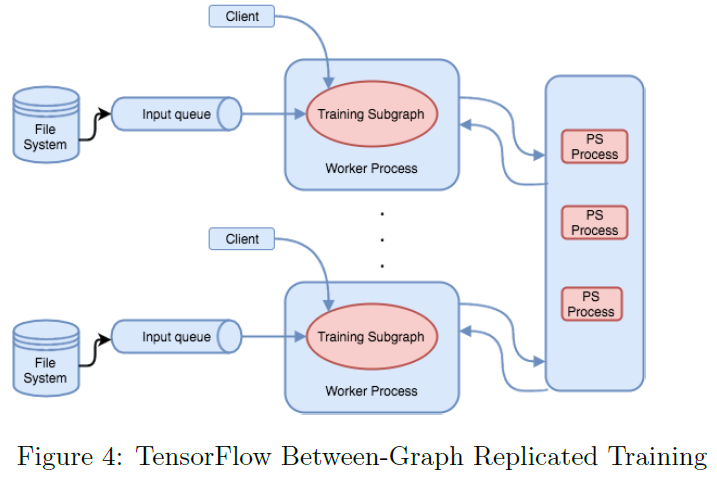 Client
File
System
Input queue
Training Subgraph
Worker Process
PS
Process
PS
Process
PS
Process
.
.
.
Client
File
System
Input queue
Training Subgraph
Worker Process
Figure 4: TensorFlow Between-Graph Replicated Training